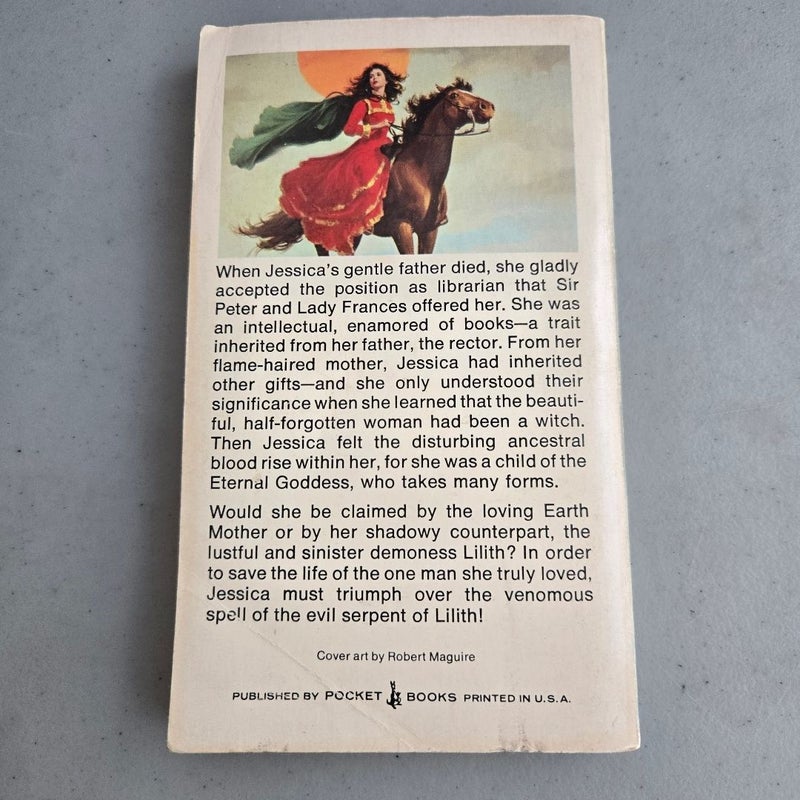 When Jessica's gentle father died, she gladly
accepted the position as librarian that Sir
Peter and Lady Frances offered her. She was
an intellectual, enamored of books—a trait
inherited from her father, the rector. From her
flame-haired mother, Jessica had inherited
other gifts—and she only understood their
significance when she learned that the beauti-
ful, half-forgotten woman had been a witch.
Then Jessica felt the disturbing ancestral
blood rise within her, for she was a child of the
Eternal Goddess, who takes many forms.
Would she be claimed by the loving Earth
Mother or by her shadowy counterpart, the
lustful and sinister demoness Lilith? In order
to save the life of the one man she truly loved,
Jessica must triumph over the venomous
spell of the evil serpent of Lilith!
Cover art by Robert Maguire
PUBLISHED BY POCKET BOOKS PRINTED IN U.S.A.